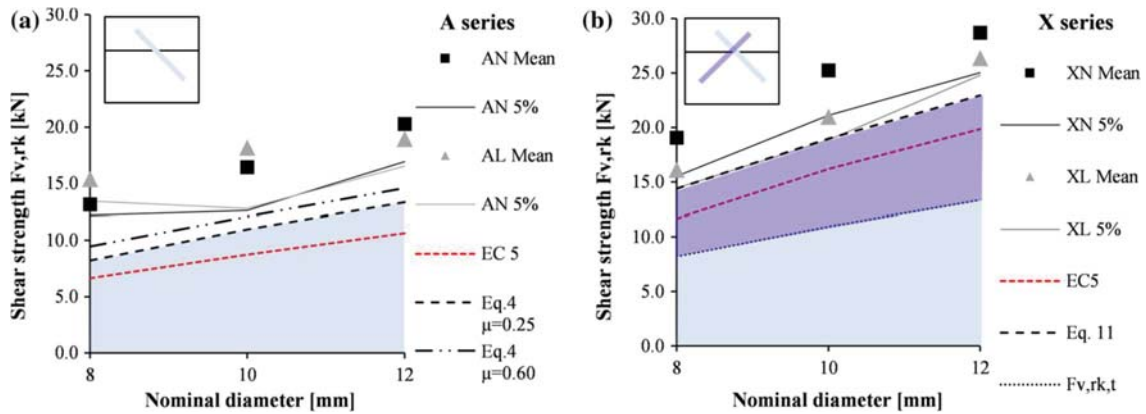 (a)
Shear strength Fv,rk [kN]
30.0
25.0
20.0
15.0
10.0
5.0
0.0
8
10
12
Nominal diameter [mm]
A series
AN Mean
AN 5%
AL Mean
AN 5%
EC 5
Eq.4
μ=0.25
Eq.4
μ=0.60
(b)
Shear strength Fv,rk [kN]
30.0
25.0
20.0
15.0
10.0
5.0
0.0
8
10
12
Nominal diameter [mm]
X series
XN Mean
XN 5%
XL Mean
XL 5%
EC5
Eq. 11
Fv,rk,t